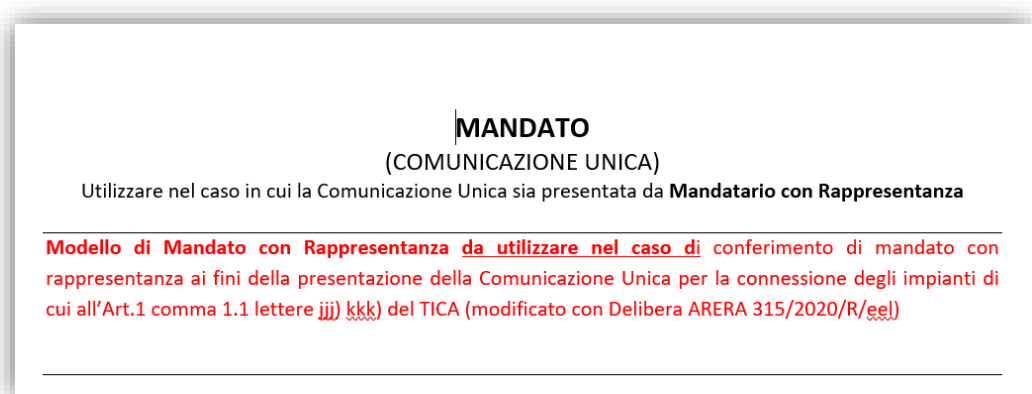 MANDATO
(COMUNICAZIONE UNICA)
Utilizzare nel caso in cui la Comunicazione Unica sia presentata da Mandatario con Rappresentanza
Modello di Mandato con Rappresentanza da utilizzare nel caso di conferimento di mandato con
rappresentanza ai fini della presentazione della Comunicazione Unica per la connessione degli impianti di
cui all’Art.1 comma 1.1 lettere jjj) kkk) del TICA (modificato con Delibera ARERA 315/2020/R/eel)